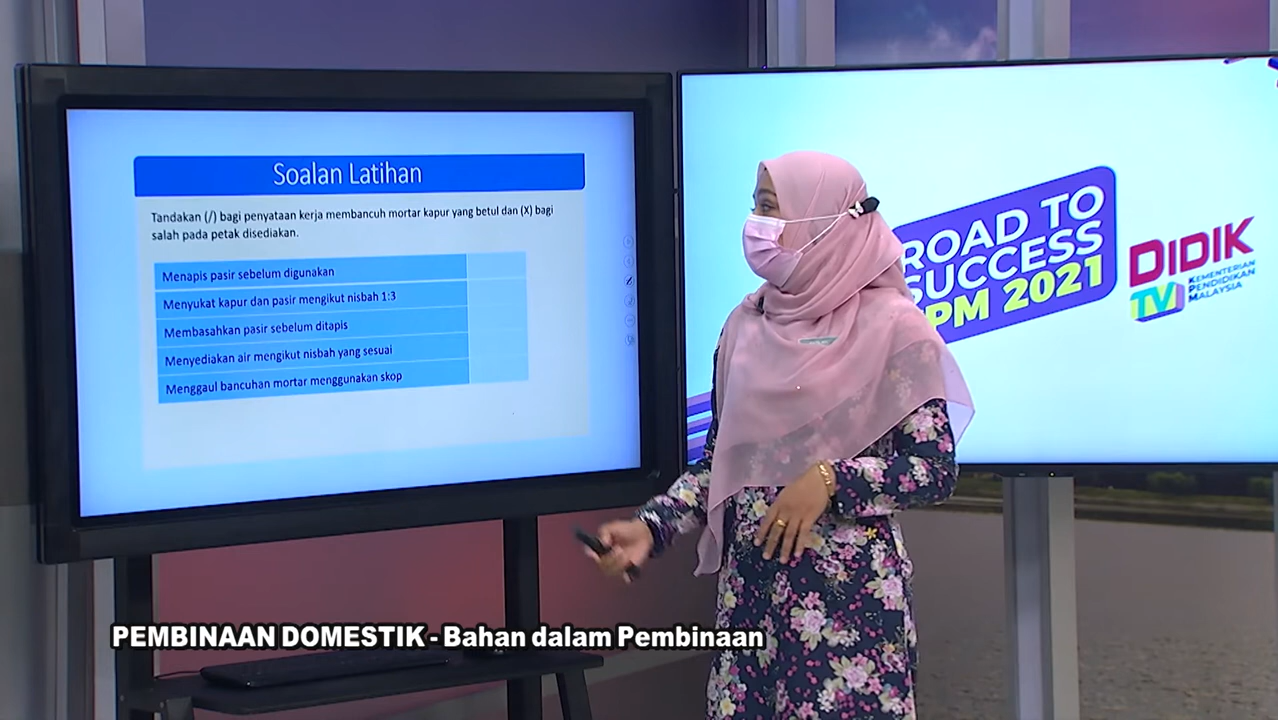 Soalan Latihan
Tandakan (/) bagi penyataan kerja membancuh mortar kapur yang betul dan (X) bagi
salah pada petak disediakan.
Menapis pasir sebelum digunakan
Menyukat kapur dan pasir mengikut nisbah 1:3
Membasahkan pasir sebelum ditapis
Menyediakan air mengikut nisbah yang sesuai
Menggaul bancuhan mortar menggunakan skop
ROAD TO
SUCCESS
PM 2021
DIDIK
TV
KEMENTERIAN
PENDIDIKAN
MALAYSIA
PEMBINAAN DOMESTIK - Bahan dalam Pembinaan